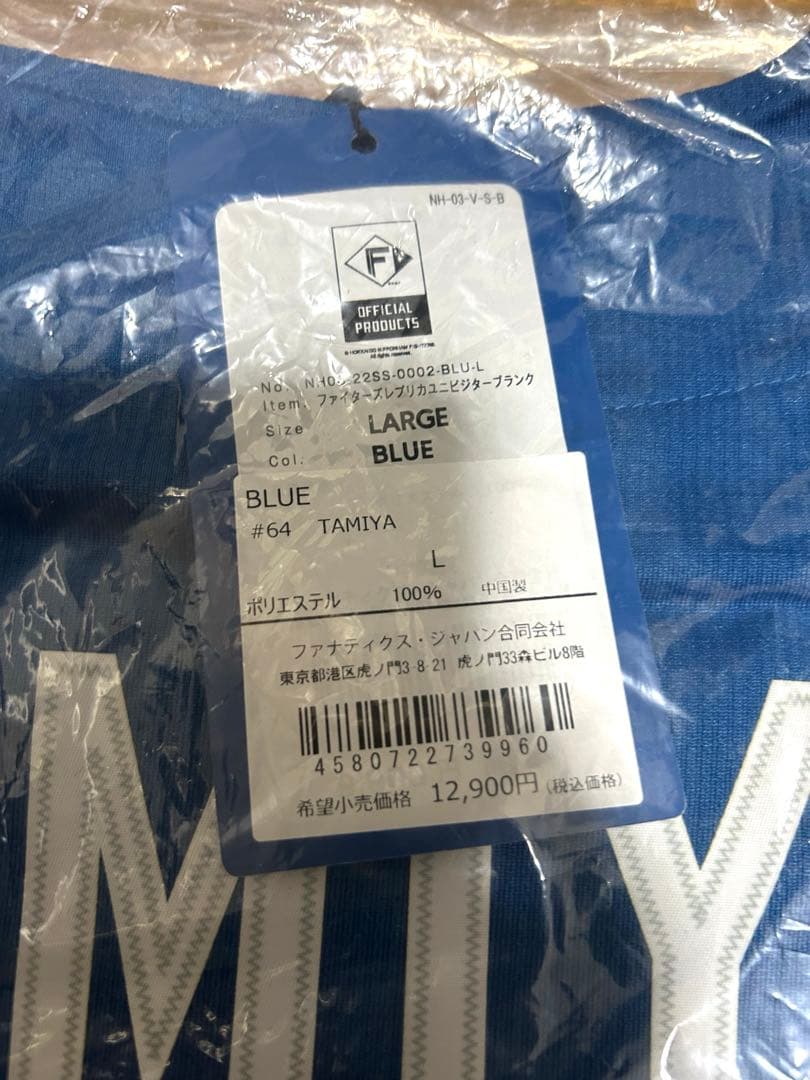 NH-03-V-S-B
F
OFFICIAL
PRODUCTS
All rights reserved.
No. NH03-22SS-0002-BLU-L
Item. ファイターズレプリカユニビジターブランク
Size LARGE
Col. BLUE
BLUE
#64 TAMIYA
L
ポリエステル 100% 中国製
ファナティクス・ジャパン合同会社
東京都港区虎ノ門3-8-21 虎ノ門33森ビル8階
4580722739960
希望小売価格 12,900円(税込価格)
MIY